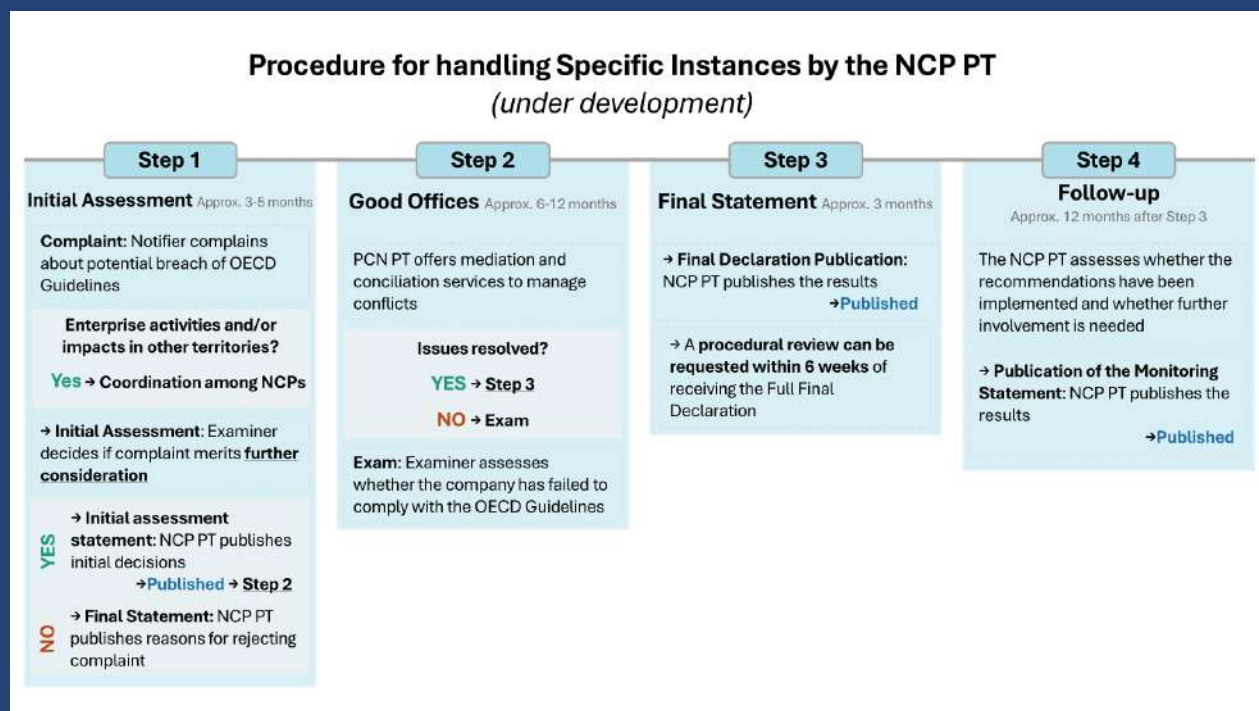 Procedure for handling Specific Instances by the NCP PT
(under development)
Step 1
Initial Assessment Approx. 3-5 months
Complaint: Notifier complains
about potential breach of OECD
Guidelines
Enterprise activities and/or
impacts in other territories?
Yes → Coordination among NCPs
→ Initial Assessment: Examiner
decides if complaint merits further
consideration
YES
→ Initial assessment
statement: NCP PT publishes
initial decisions
→Published → Step 2
NO
→ Final Statement: NCP PT
publishes reasons for rejecting
complaint
Step 2
Good Offices Approx. 6-12 months
PCN PT offers mediation and
conciliation services to manage
conflicts
Issues resolved?
YES → Step 3
NO → Exam
Exam: Examiner assesses
whether the company has failed to
comply with the OECD Guidelines
Step 3
Final Statement Approx. 3 months
→ Final Declaration Publication:
NCP PT publishes the results
→Published
→ A procedural review can be
requested within 6 weeks of
receiving the Full Final
Declaration
Step 4
Follow-up
Approx. 12 months after Step 3
The NCP PT assesses whether the
recommendations have been
implemented and whether further
involvement is needed
→ Publication of the Monitoring
Statement: NCP PT publishes the
results
→Published